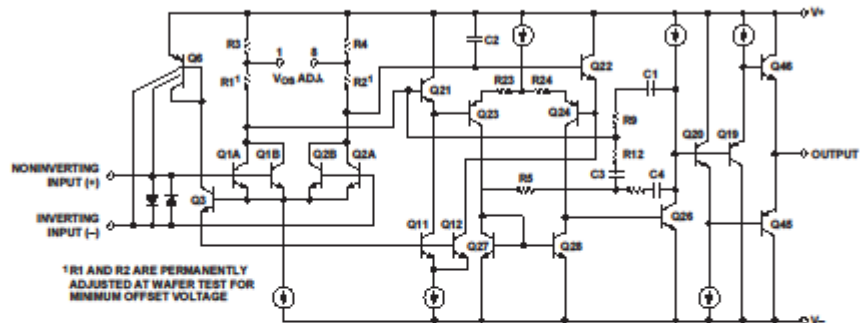 V+
R3
1
8
R4
C2
Q6
VOS ADJ.
R1¹
R2¹
Q21
R23
R24
Q22
C1
Q46
Q23
Q24
R9
Q20
Q19
Q1A
Q1B
Q2B
Q2A
R12
OUTPUT
NONINVERTING
INPUT (+)
Q3
C3
C4
R5
INVERTING
INPUT (–)
Q11
Q12
Q27
Q28
Q26
Q45
¹R1 AND R2 ARE PERMANENTLY
ADJUSTED AT WAFER TEST FOR
MINIMUM OFFSET VOLTAGE
V–